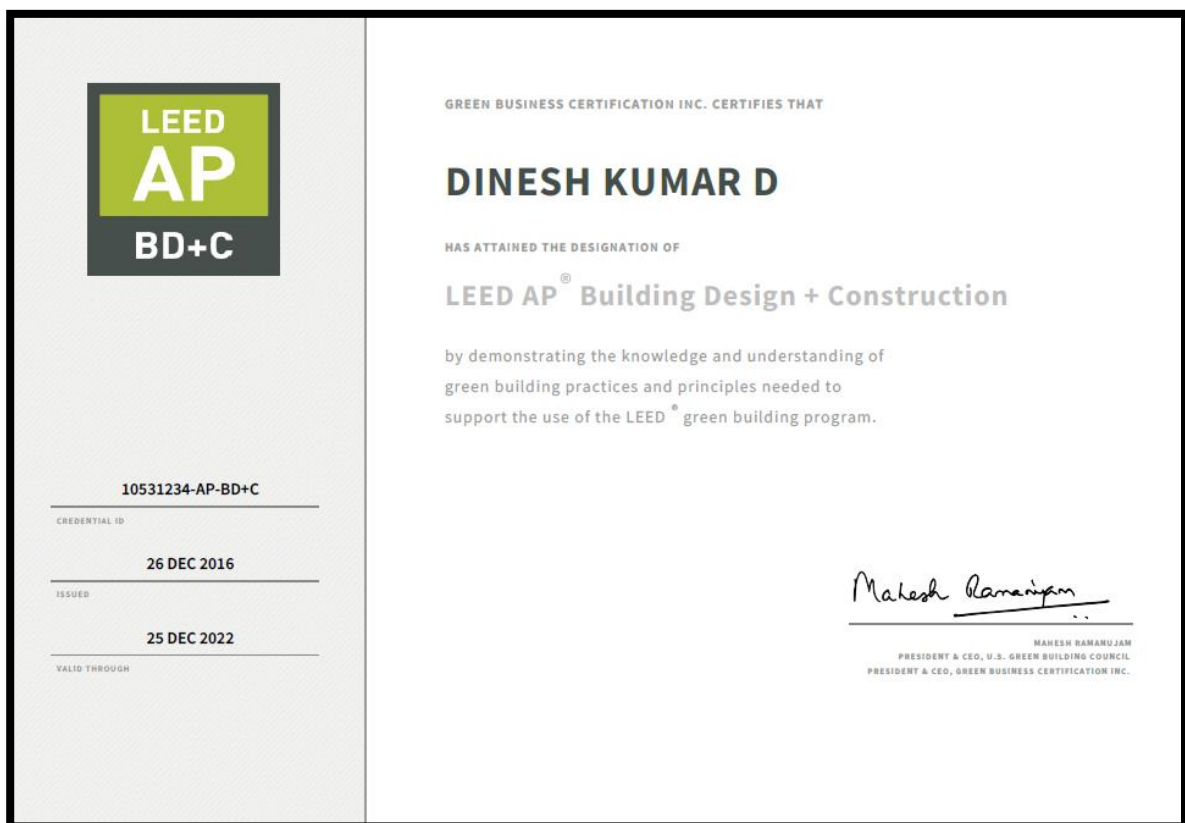 LEED
AP
BD+C
10531234-AP-BD+C
CREDENTIAL ID
26 DEC 2016
ISSUED
25 DEC 2022
VALID THROUGH
GREEN BUSINESS CERTIFICATION INC. CERTIFIES THAT
DINESH KUMAR D
HAS ATTAINED THE DESIGNATION OF
LEED AP® Building Design + Construction
by demonstrating the knowledge and understanding of
green building practices and principles needed to
support the use of the LEED ® green building program.
Mahesh Ramanujam
MAHESH RAMANUJAM
PRESIDENT & CEO, U.S. GREEN BUILDING COUNCIL
PRESIDENT & CEO, GREEN BUSINESS CERTIFICATION INC.